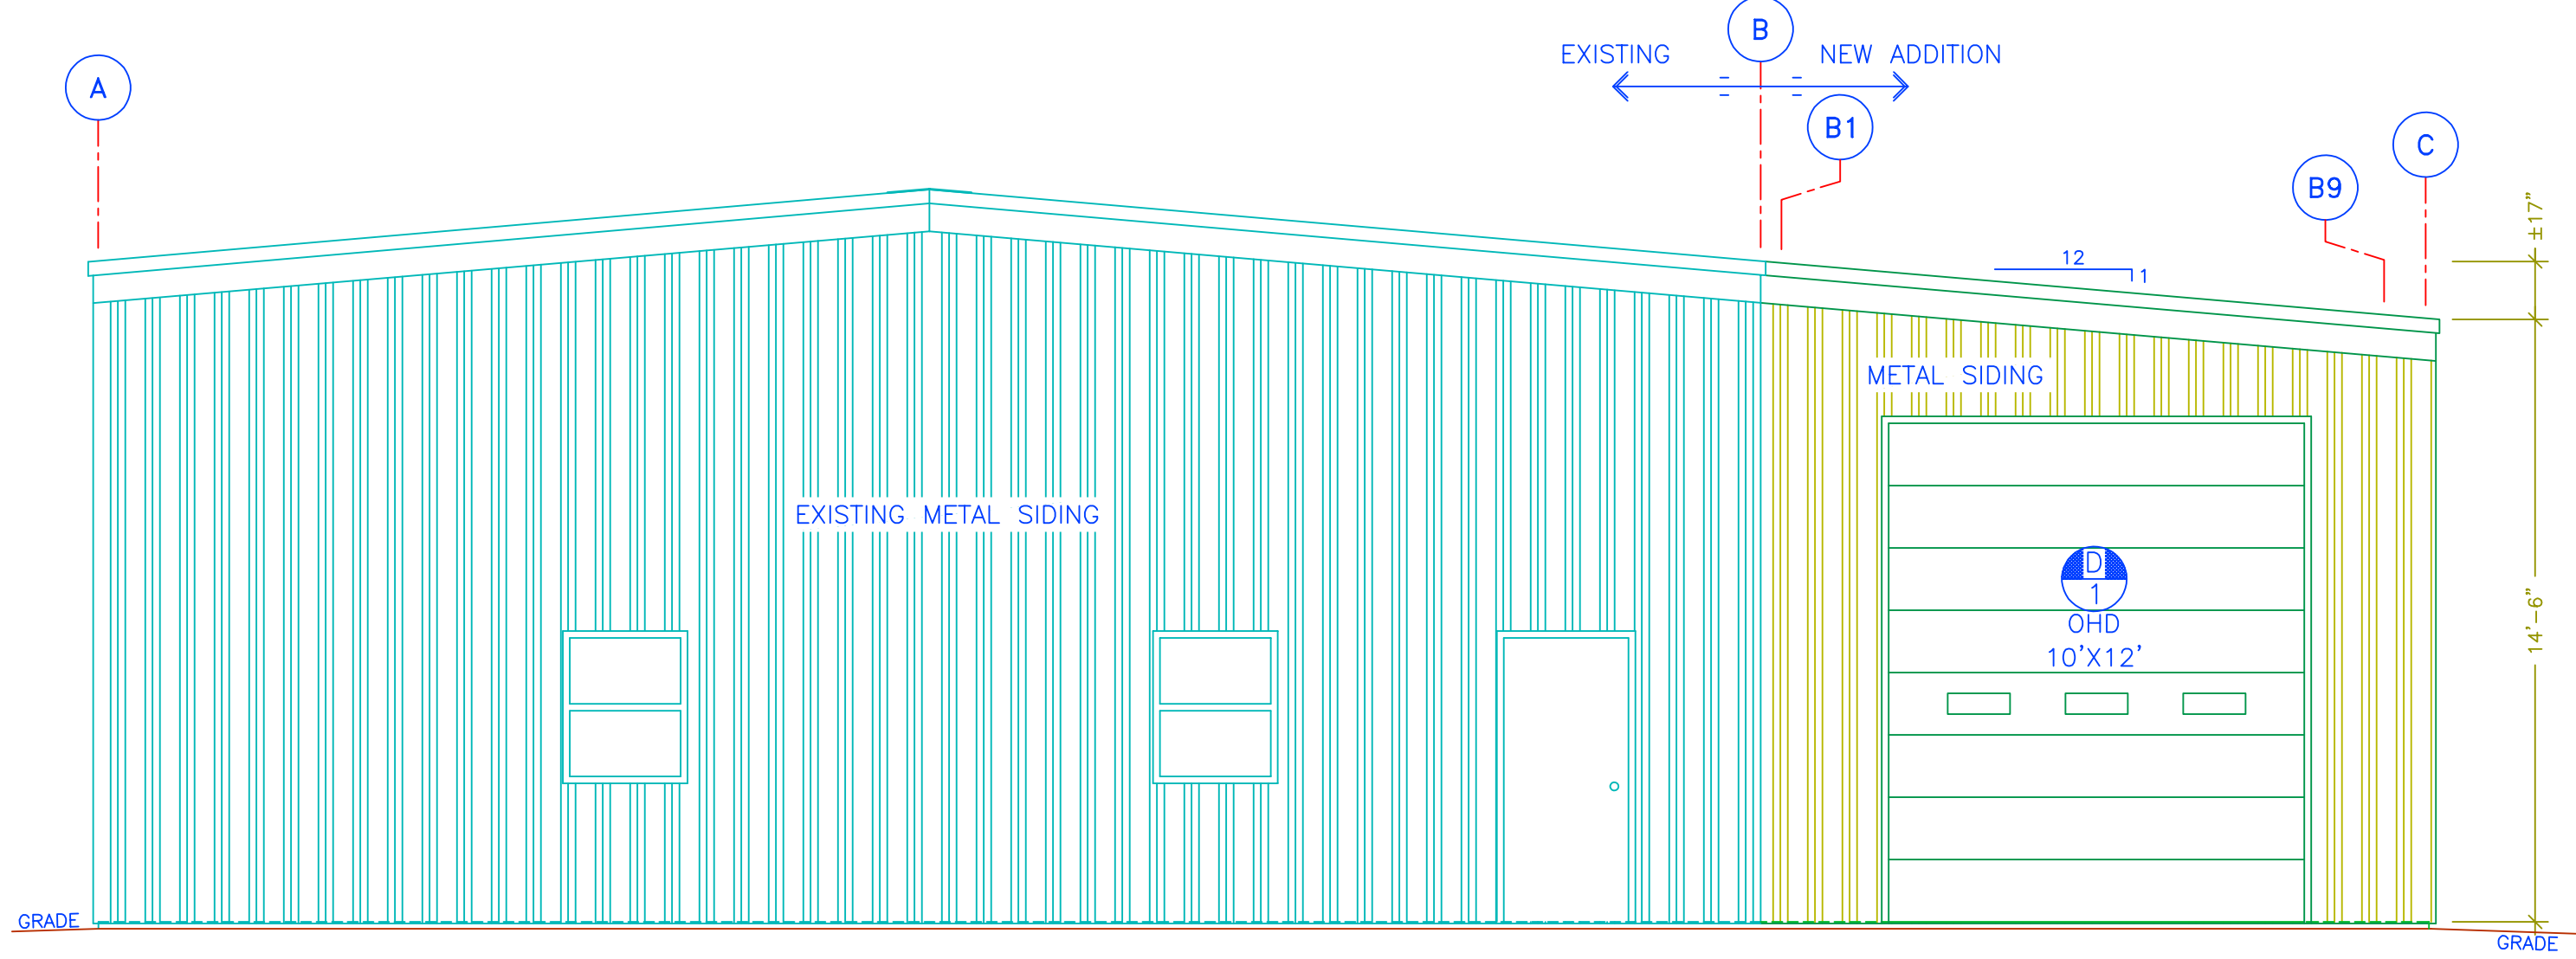 B
EXISTING NEW ADDITION
A
B1
C
B9
±17"
12
1
METAL SIDING
EXISTING METAL SIDING
D
1
OHD
10'X12'
14'-6"
GRADE
GRADE